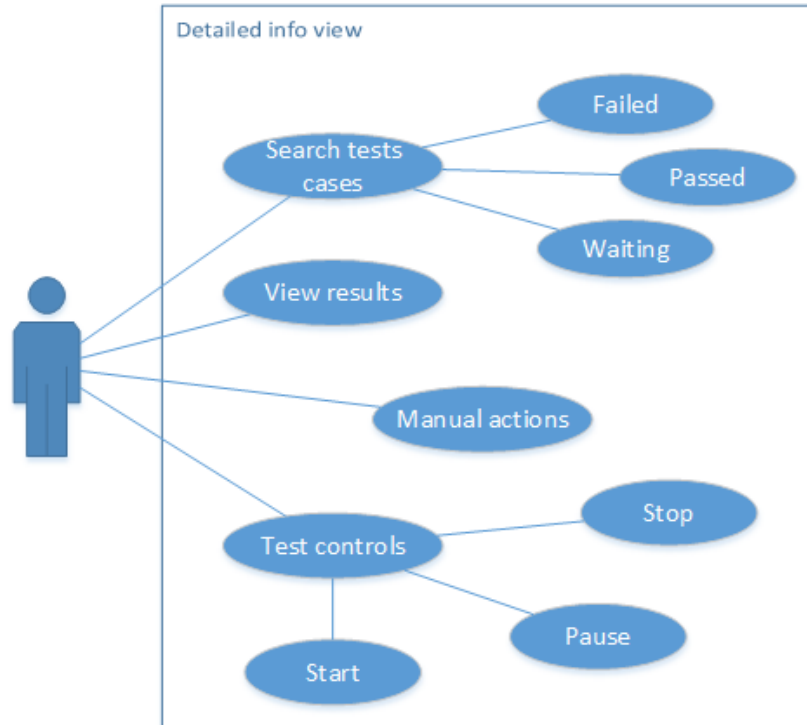 Detailed info view
Failed
Search tests
cases
Passed
Waiting
View results
Manual actions
Stop
Test controls
Pause
Start